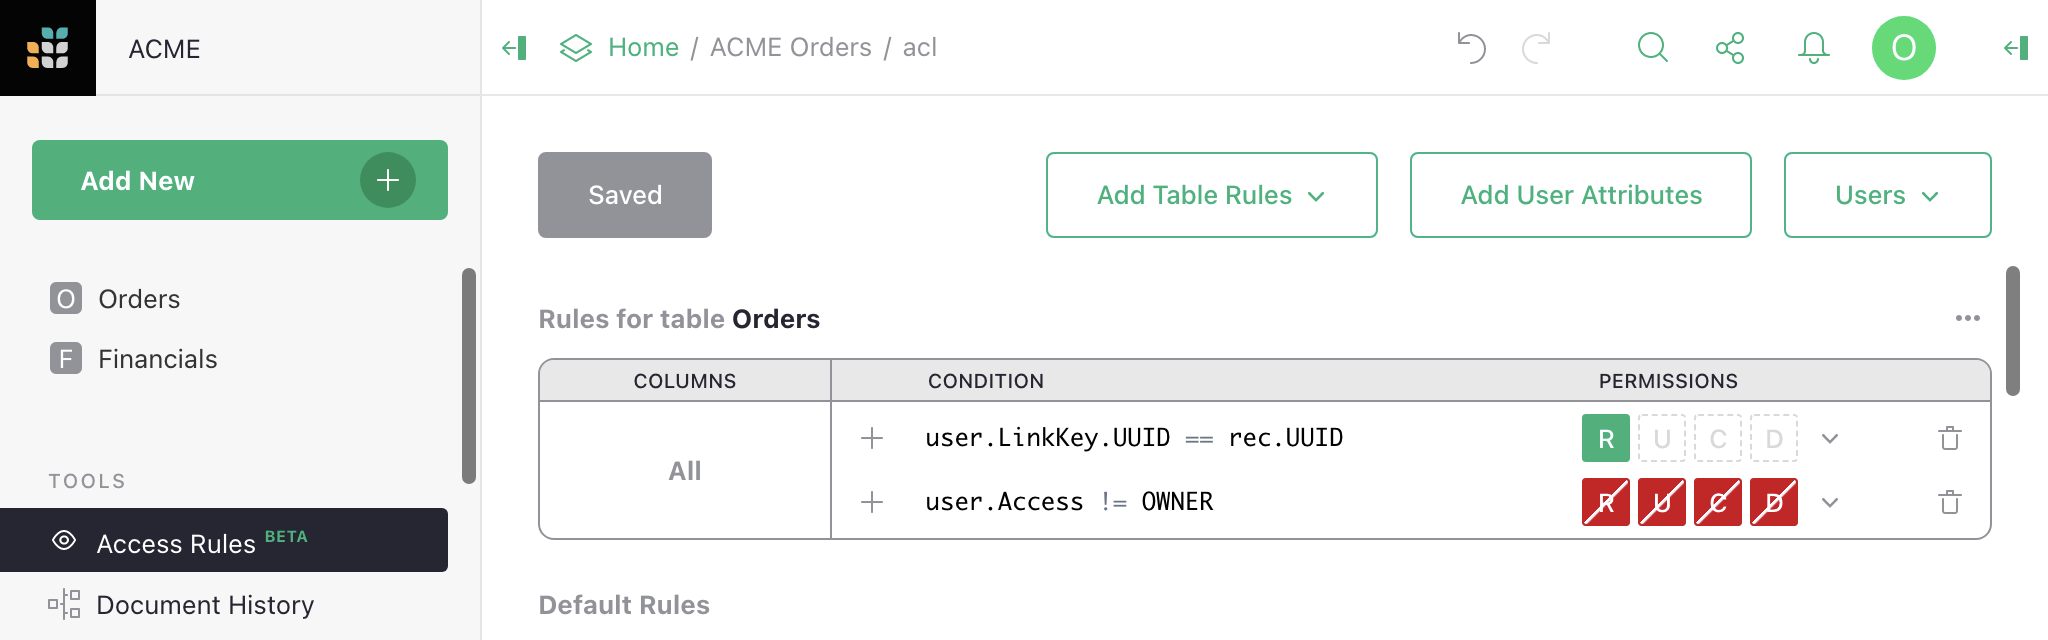 ACME
Home / ACME Orders / acl
O
Add New
Saved
Add Table Rules
Add User Attributes
Users
O Orders
F Financials
Rules for table Orders
COLUMNS CONDITION PERMISSIONS
All
user.LinkKey.UUID == rec.UUID R U C D
user.Access != OWNER R U C D
TOOLS
Access Rules BETA
Document History
Default Rules